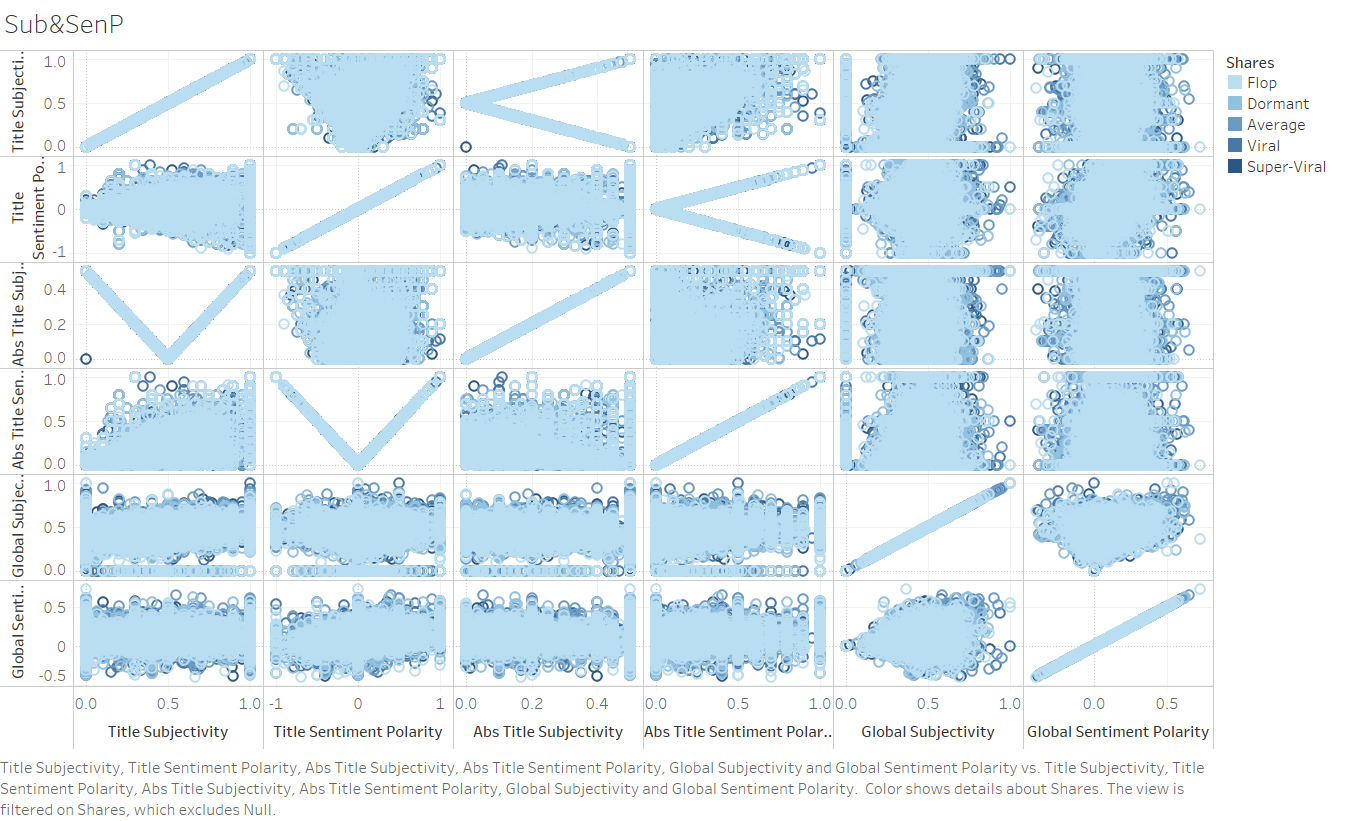 Sub&SenP
Shares
Flop
Dormant
Average
Viral
Super-Viral
Title Subjecti..
1.0
0.5
0.0
Title
Sentiment Po..
1
0
-1
Abs Title Subj..
0.4
0.2
0.0
Abs Title Sen..
1.0
0.5
0.0
Global Subjec..
1.0
0.5
0.0
Global Senti..
0.5
0
-0.5
0.0 0.5 1.0 -1 0 1 0.0 0.2 0.4 0.0 0.5 1.0 0.0 0.5 1.0 0.0 0.5
Title Subjectivity Title Sentiment Polarity Abs Title Subjectivity Abs Title Sentiment Polar.. Global Subjectivity Global Sentiment Polarity
Title Subjectivity, Title Sentiment Polarity, Abs Title Subjectivity, Abs Title Sentiment Polarity, Global Subjectivity and Global Sentiment Polarity vs. Title Subjectivity, Title
Sentiment Polarity, Abs Title Subjectivity, Abs Title Sentiment Polarity, Global Subjectivity and Global Sentiment Polarity.  Color shows details about Shares. The view is
filtered on Shares, which excludes Null.